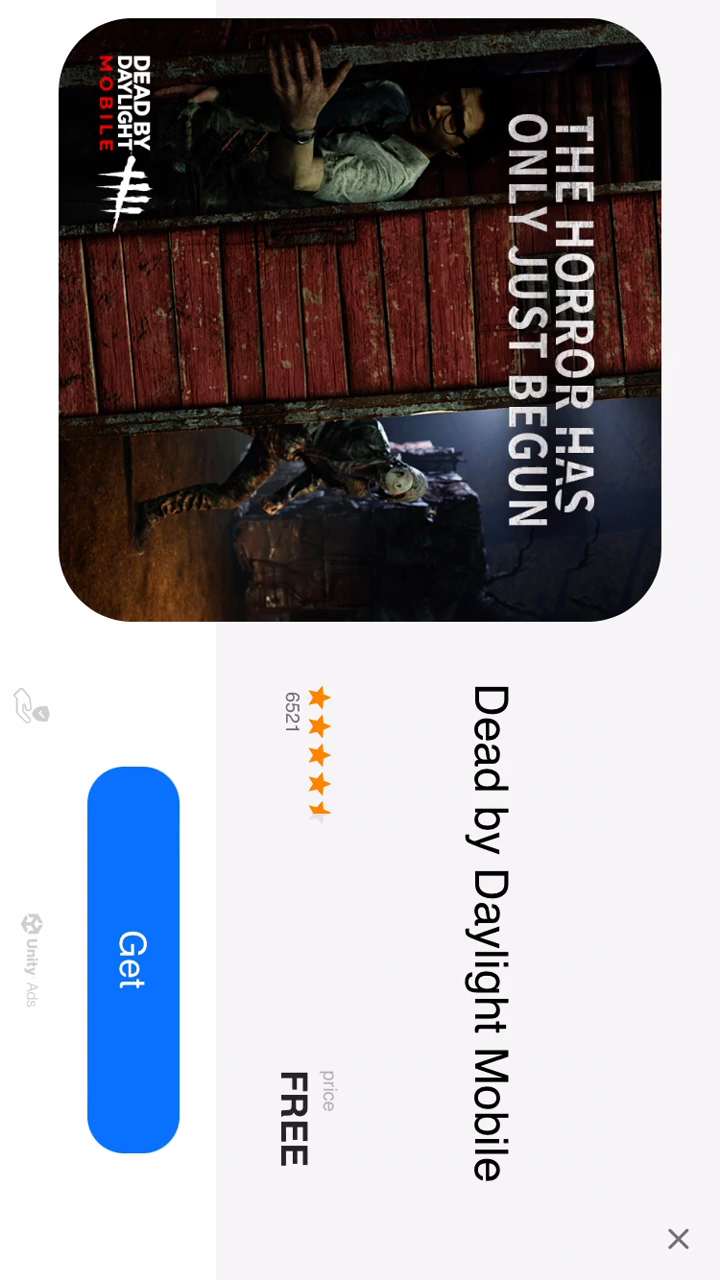 THE HORROR HAS
ONLY JUST BEGUN
DEAD BY
DAYLIGHT
MOBILE
Dead by Daylight Mobile
6521
price
FREE
Get
Unity Ads